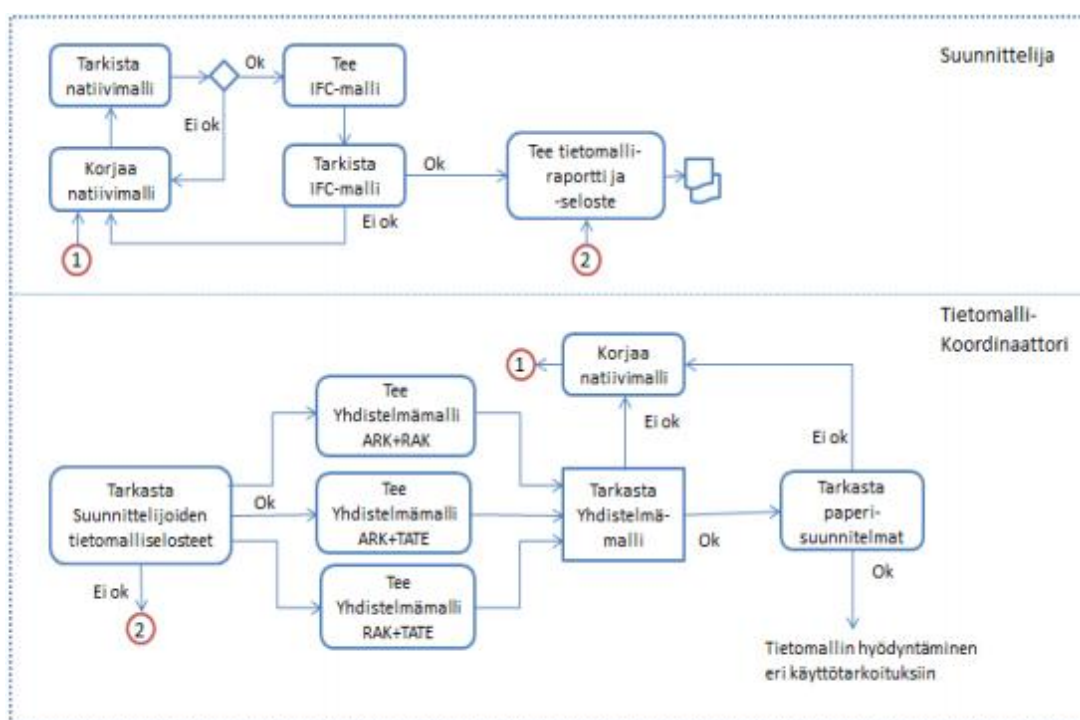 Suunnittelija
Tarkista
natiivimalli
Ok
Tee
IFC-malli
Ei ok
Korjaa
natiivimalli
Tarkista
IFC-malli
Ok
Tee tietomalli-
raportti ja
-seloste
Ei ok
1
2
Tietomalli-
Koordinaattori
1
Korjaa
natiivimalli
Tee
Yhdistelmämalli
ARK+RAK
Ei ok
Ei ok
Tarkasta
Suunnittelijoiden
tietomalliselosteet
Ok
Tee
Yhdistelmämalli
ARK+TATE
Tarkasta
Yhdistelmä-
malli
Ok
Tarkasta
paperi-
suunnitelmat
Ei ok
2
Tee
Yhdistelmämalli
RAK+TATE
Ok
Tietomallin hyödyntäminen
eri käyttötarkoituksiin